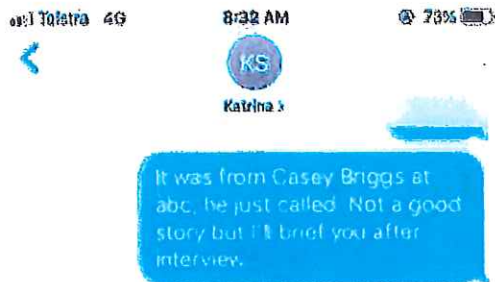 Telstra 4G 8:32 AM 73%
KS
Katrina >
It was from Casey Briggs at
abc, he just called. Not a good
story but I'll brief you after
interview.